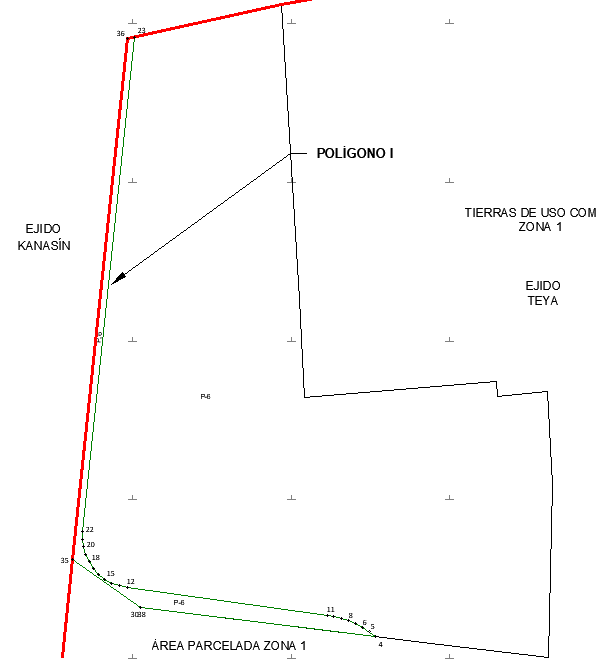 36
23
POLÍGONO I
EJIDO
KANASÍN
TIERRAS DE USO COM
ZONA 1
EJIDO
TEYA
P-6
22
20
18
35
15
12
P-6
3038
11
8
6
5
4
ÁREA PARCELADA ZONA 1